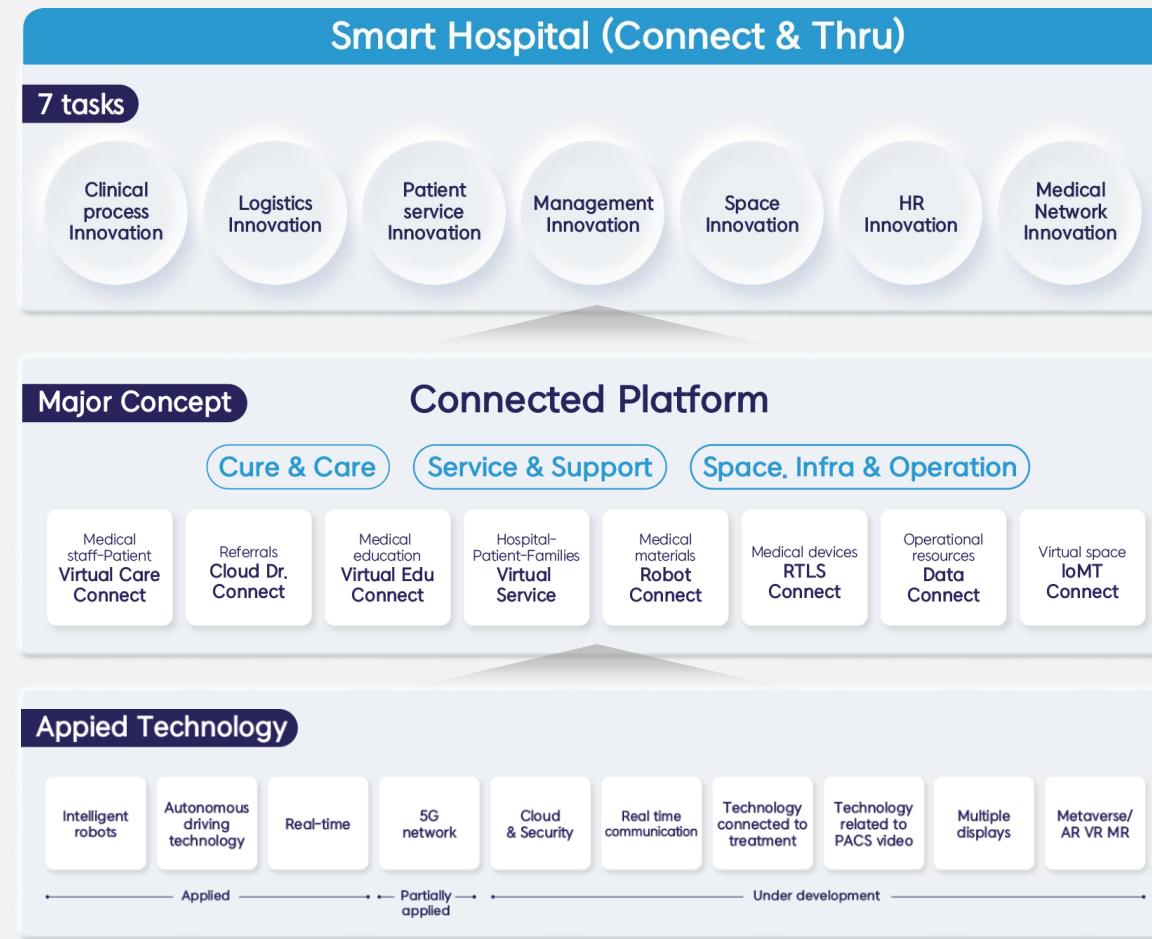 Smart Hospital (Connect & Thru)
7 tasks
Clinical
process
Innovation
Logistics
Innovation
Patient
service
Innovation
Management
Innovation
Space
Innovation
HR
Innovation
Medical
Network
Innovation
Major Concept
Connected Platform
Cure & Care
Service & Support
Space, Infra & Operation
Medical
staff-Patient
Virtual Care
Connect
Referrals
Cloud Dr.
Connect
Medical
education
Virtual Edu
Connect
Hospital-
Patient-Families
Virtual
Service
Medical
materials
Robot
Connect
Medical devices
RTLS
Connect
Operational
resources
Data
Connect
Virtual space
IoMT
Connect
Appied Technology
Intelligent
robots
Autonomous
driving
technology
Real-time
5G
network
Cloud
& Security
Real time
communication
Technology
connected to
treatment
Technology
related to
PACS video
Multiple
displays
Metaverse/
AR VR MR
Applied
Partially
applied
Under development